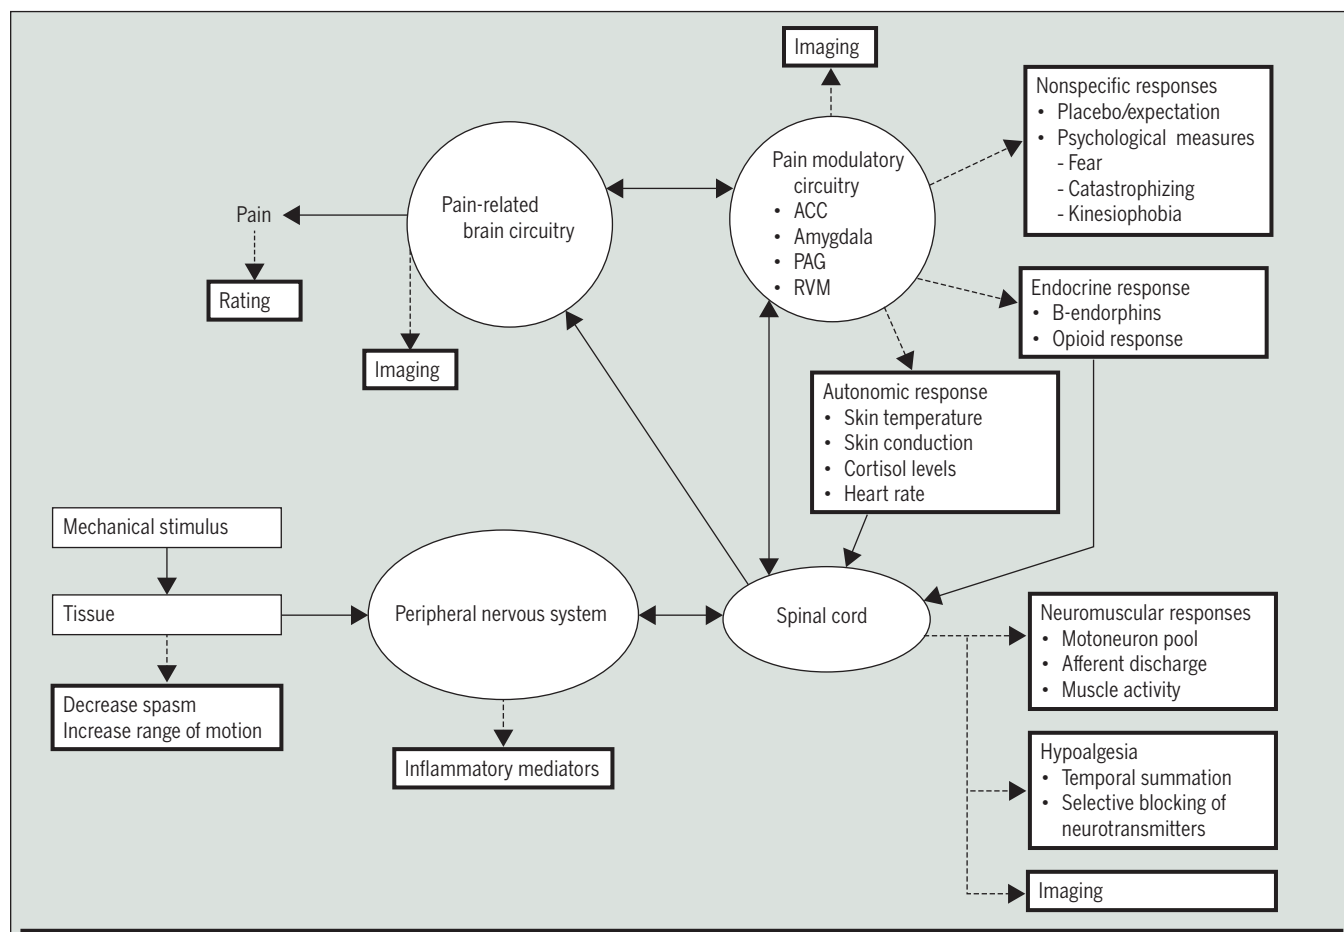 Imaging
Nonspecific responses
• Placebo/expectation
• Psychological measures
- Fear
- Catastrophizing
- Kinesiophobia
Pain modulatory
circuitry
• ACC
• Amygdala
• PAG
• RVM
Pain-related
brain circuitry
Pain
Rating
Imaging
Endocrine response
• B-endorphins
• Opioid response
Autonomic response
• Skin temperature
• Skin conduction
• Cortisol levels
• Heart rate
Mechanical stimulus
Tissue
Decrease spasm
Increase range of motion
Peripheral nervous system
Inflammatory mediators
Spinal cord
Neuromuscular responses
• Motoneuron pool
• Afferent discharge
• Muscle activity
Hypoalgesia
• Temporal summation
• Selective blocking of
neurotransmitters
Imaging